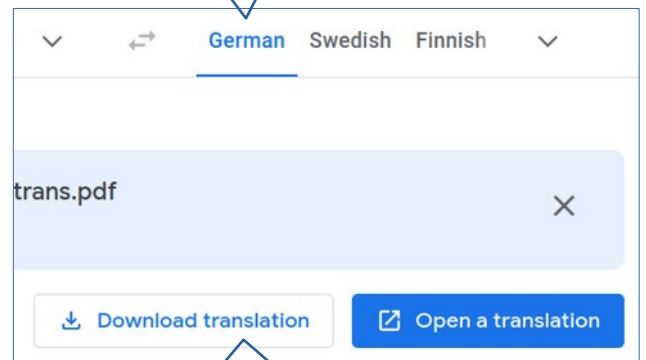 German Swedish Finnish
trans.pdf
Download translation Open a translation